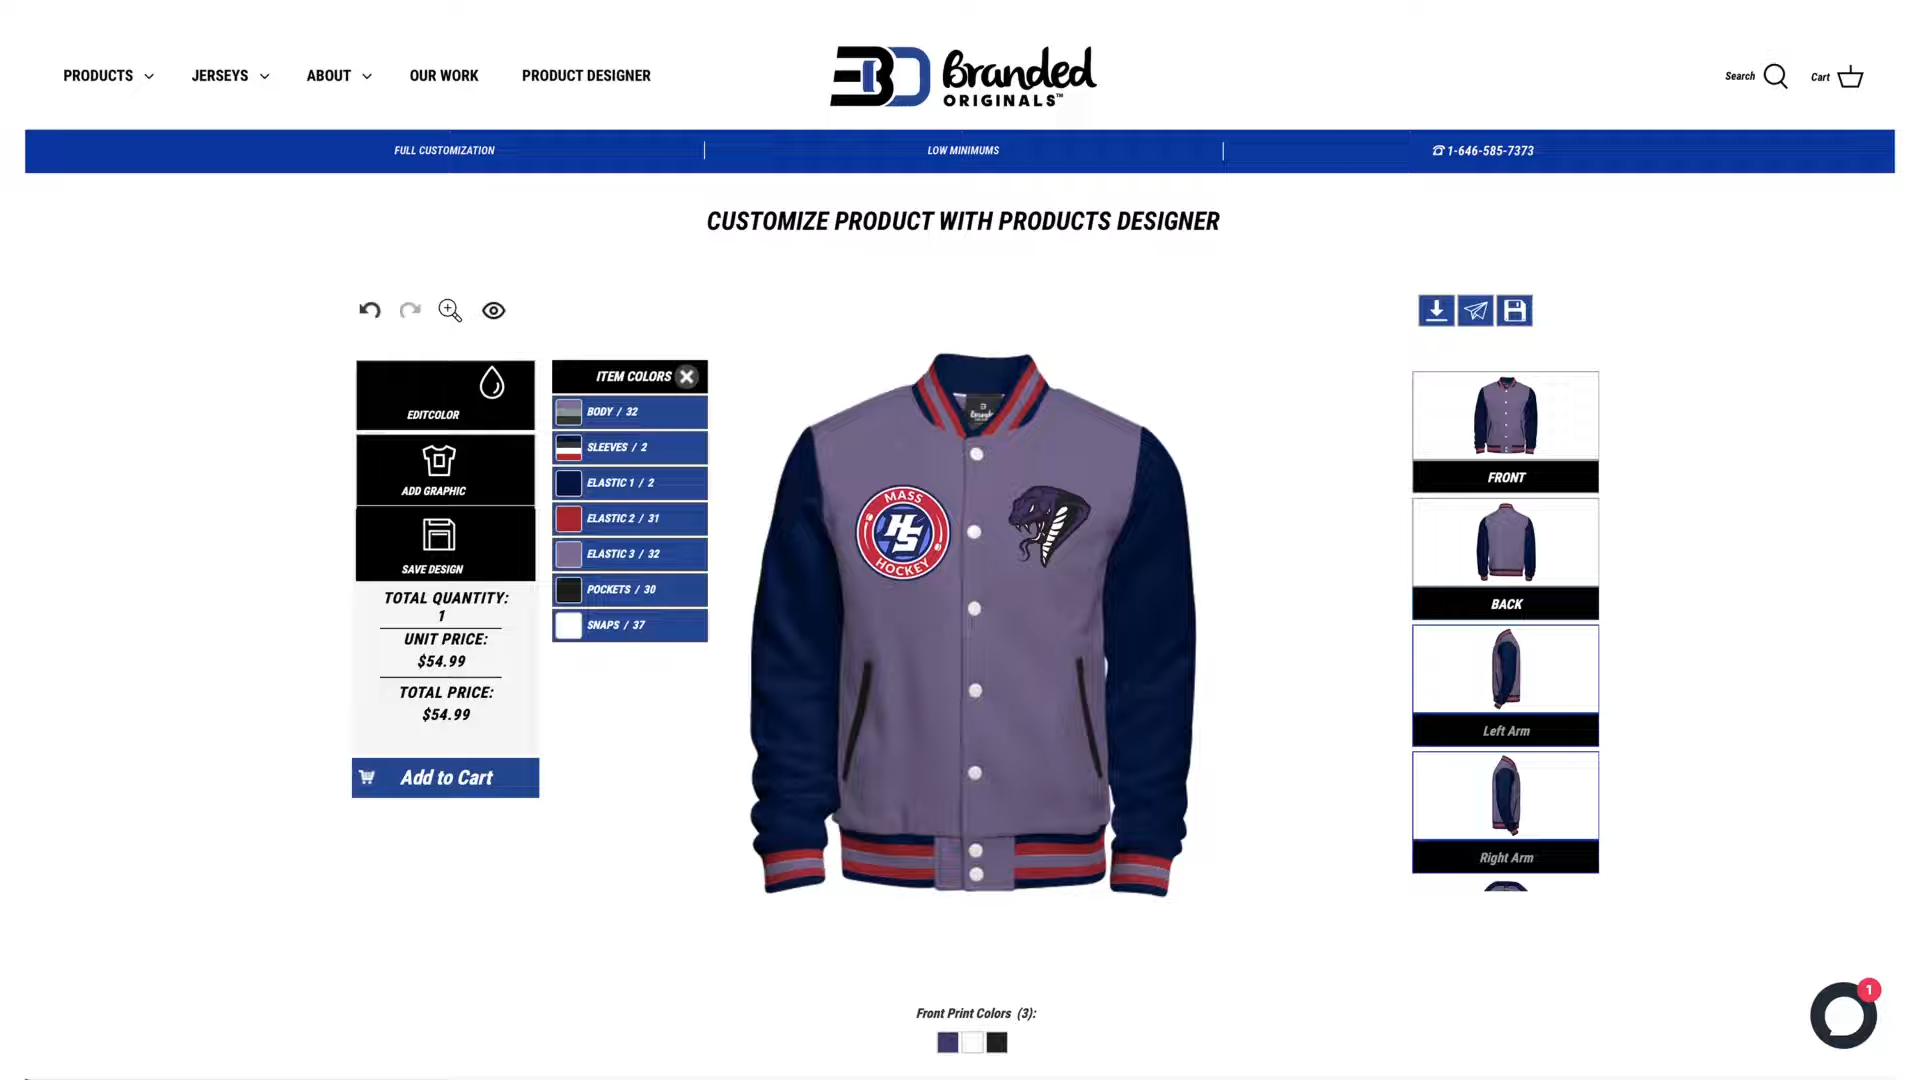 PRODUCTS
JERSEYS
ABOUT
OUR WORK
PRODUCT DESIGNER
Branded
ORIGINALS™
Search
Cart
FULL CUSTOMIZATION
LOW MINIMUMS
☎ 1-646-585-7373
CUSTOMIZE PRODUCT WITH PRODUCTS DESIGNER
EDITCOLOR
ADD GRAPHIC
SAVE DESIGN
TOTAL QUANTITY:
1
UNIT PRICE:
$54.99
TOTAL PRICE:
$54.99
Add to Cart
ITEM COLORS
BODY / 32
SLEEVES / 2
ELASTIC 1 / 2
ELASTIC 2 / 31
ELASTIC 3 / 32
POCKETS / 30
SNAPS / 37
Branded
MASS
HS
HOCKEY
FRONT
BACK
Left Arm
Right Arm
Front Print Colors (3):
1